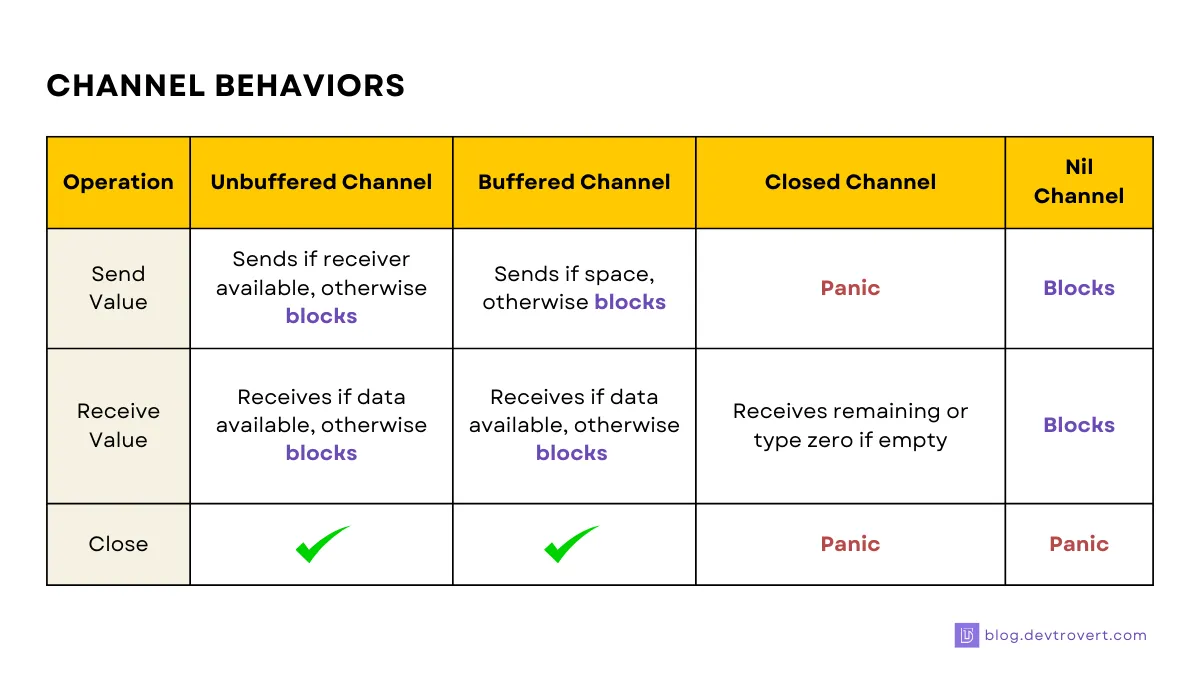 CHANNEL BEHAVIORS
Operation
Unbuffered Channel
Buffered Channel
Closed Channel
Nil
Channel
Send
Value
Sends if receiver
available, otherwise
blocks
Sends if space,
otherwise blocks
Panic
Blocks
Receive
Value
Receives if data
available, otherwise
blocks
Receives if data
available, otherwise
blocks
Receives remaining or
type zero if empty
Blocks
Close
Panic
Panic
blog.devtrovert.com